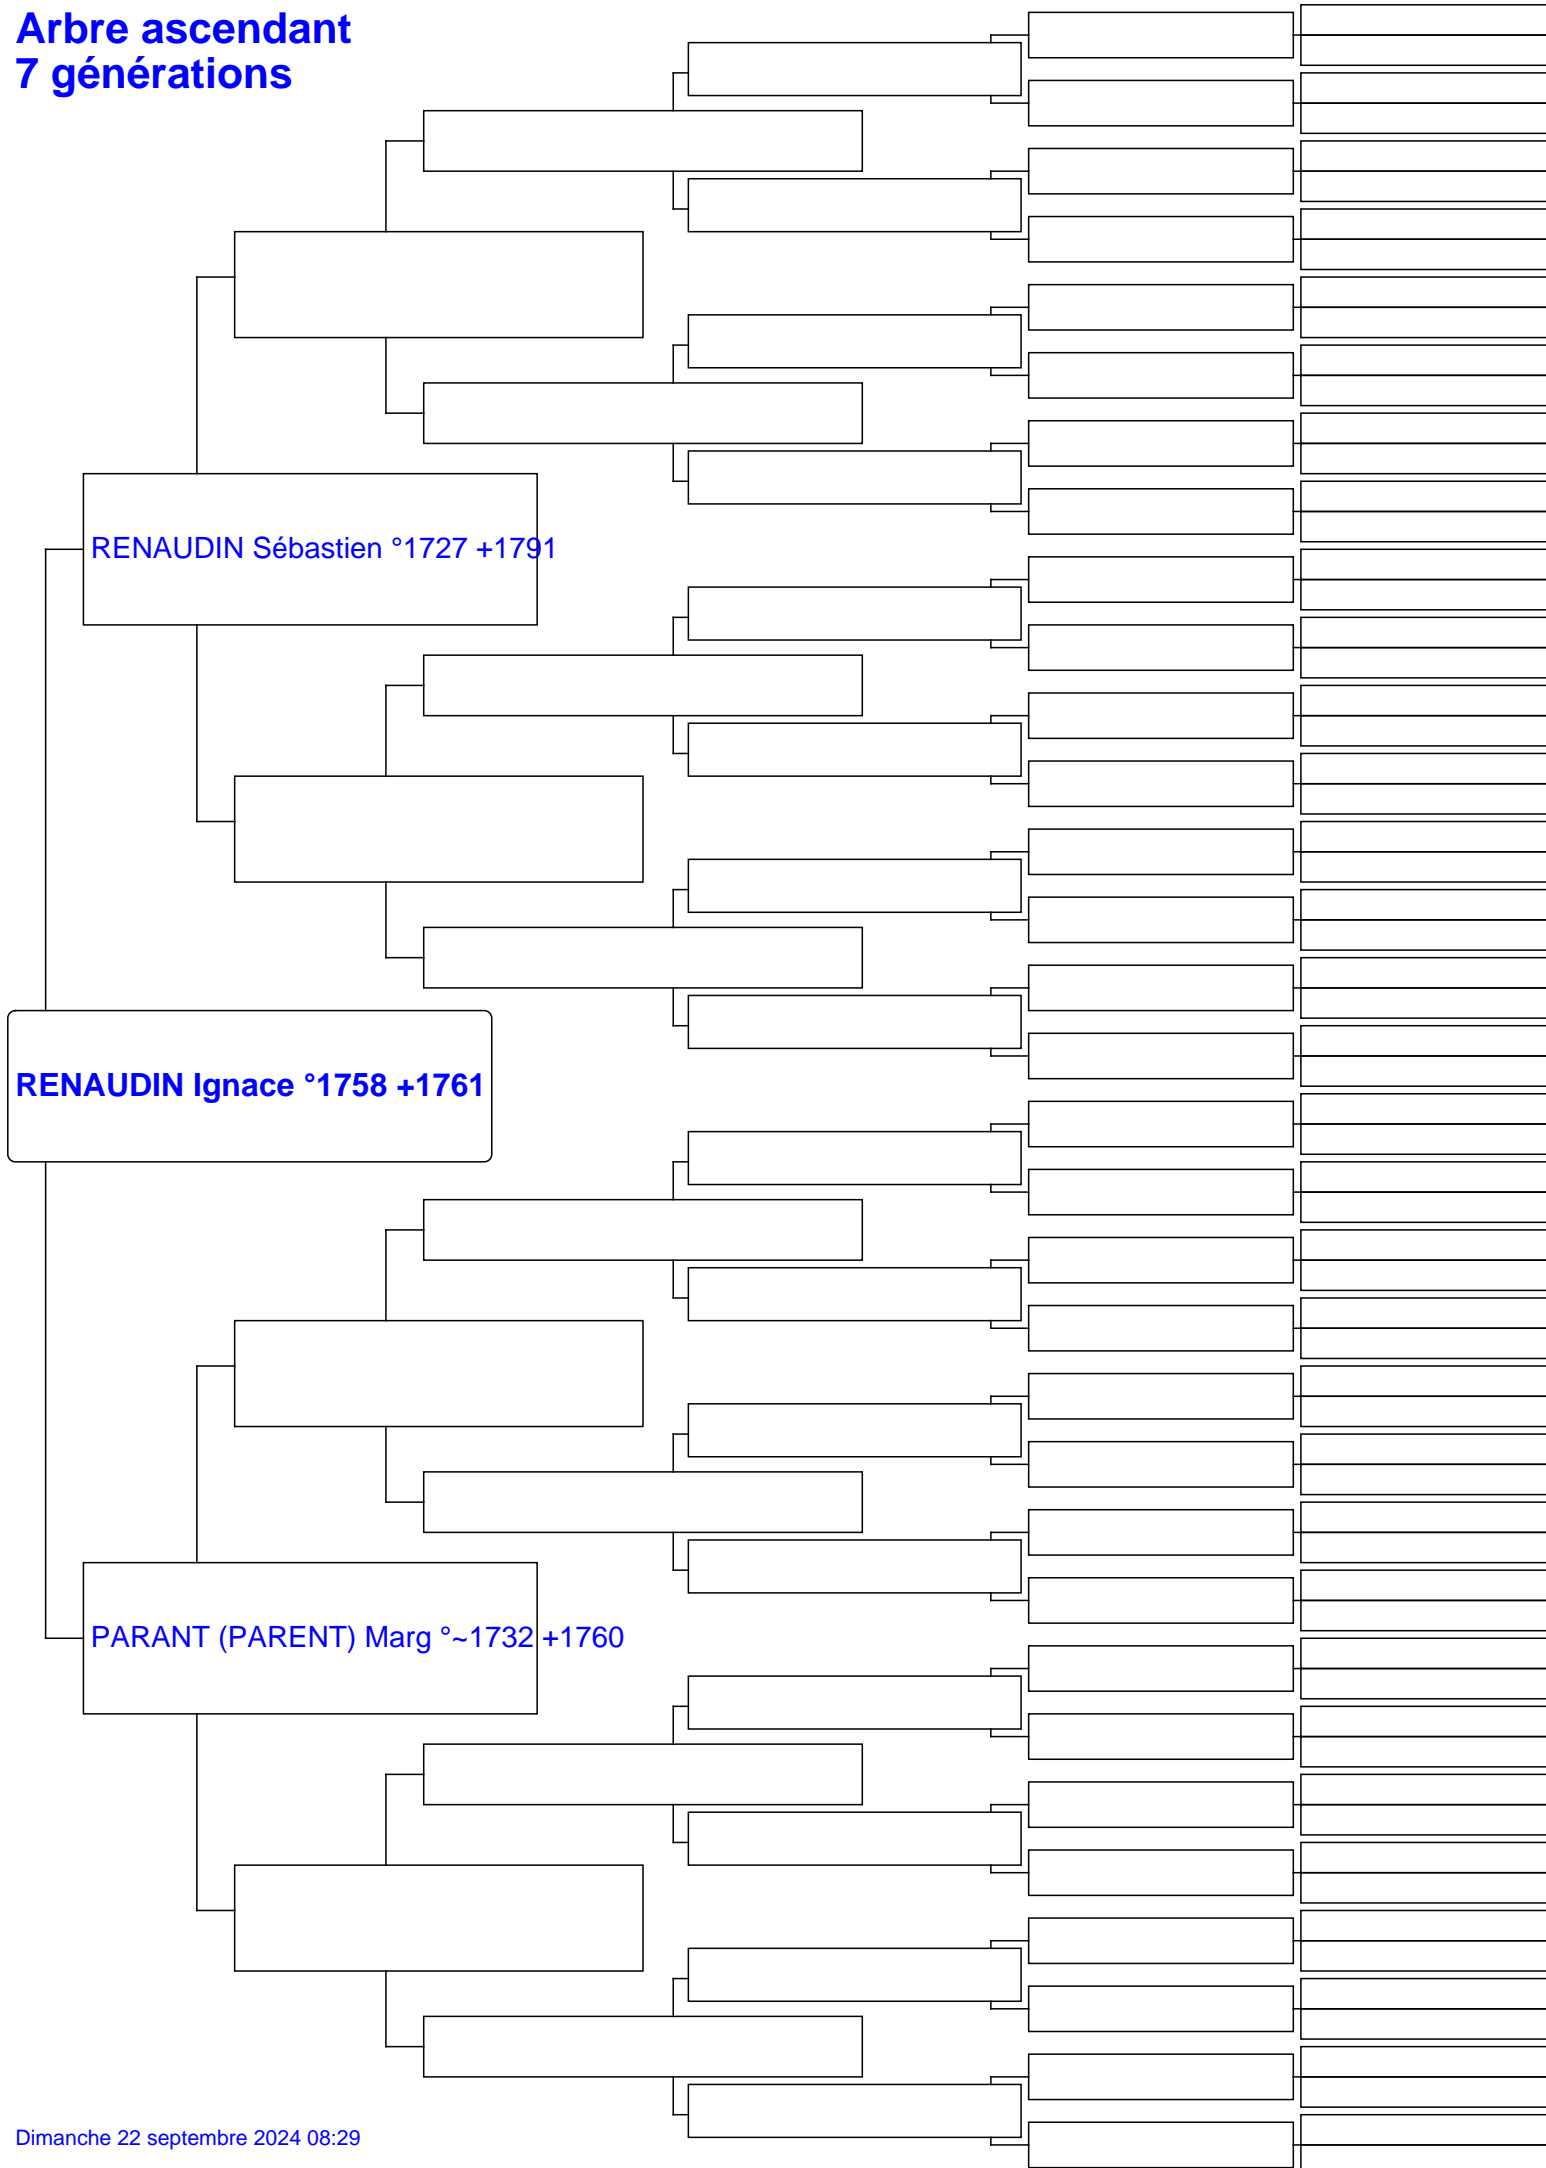 Arbre ascendant
7 générations
RENAUDIN Sébastien °1727 +1791
RENAUDIN Ignace °1758 +1761
PARANT (PARENT) Marg °~1732 +1760
Dimanche 22 septembre 2024 08:29